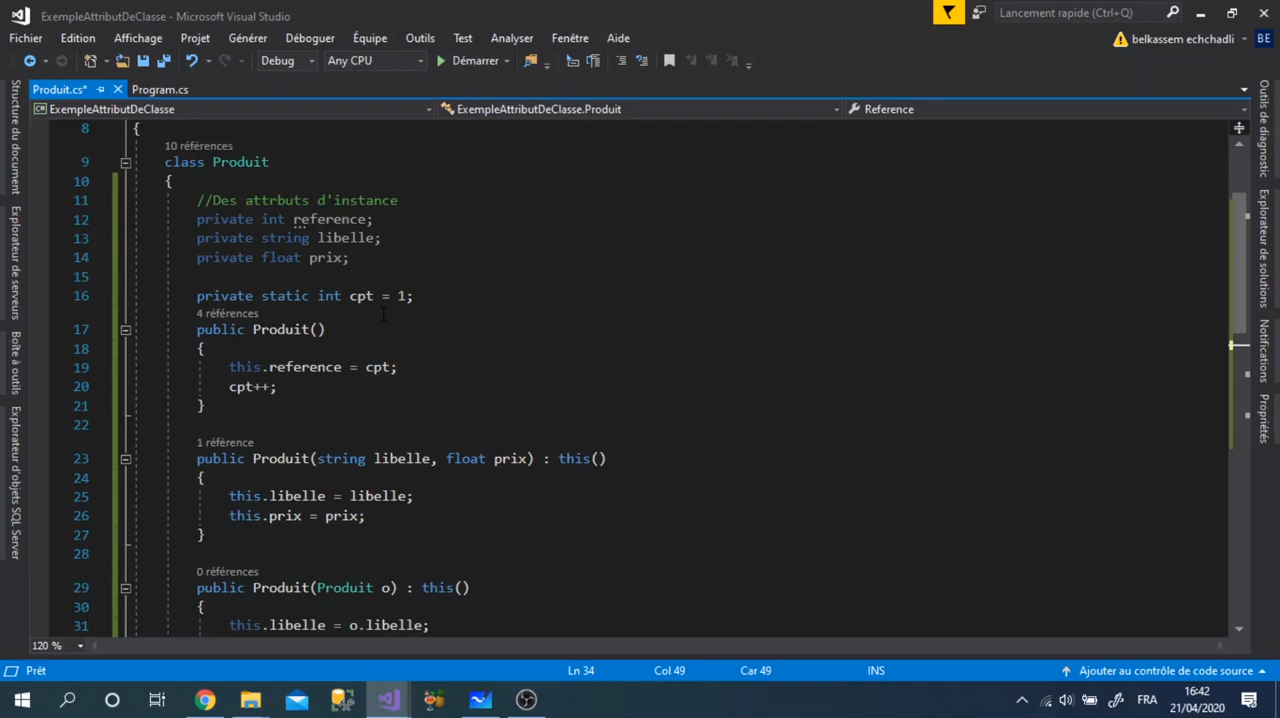 ExempleAttributDeClasse - Microsoft Visual Studio
Lancement rapide (Ctrl+Q)
Fichier Edition Affichage Projet Générer Déboguer Équipe Outils Test Analyser Fenêtre Aide
belkassem echchadli BE
Debug Any CPU Démarrer
Produit.cs* Program.cs
ExempleAttributDeClasse ExempleAttributDeClasse.Produit Reference
Structure du document
Explorateur de serveurs
Boîte à outils
Explorateur d'objets SQL Server
8 {
10 références
9 class Produit
10 {
11 //Des attrbuts d'instance
12 private int reference;
13 private string libelle;
14 private float prix;
15
16 private static int cpt = 1;
4 références
17 public Produit()
18 {
19 this.reference = cpt;
20 cpt++;
21 }
22
1 référence
23 public Produit(string libelle, float prix) : this()
24 {
25 this.libelle = libelle;
26 this.prix = prix;
27 }
28
0 références
29 public Produit(Produit o) : this()
30 {
31 this.libelle = o.libelle;
Outils de diagnostic
Explorateur de solutions
Notifications
Propriétés
120 %
Prêt Ln 34 Col 49 Car 49 INS Ajouter au contrôle de code source
FRA 16:42
21/04/2020